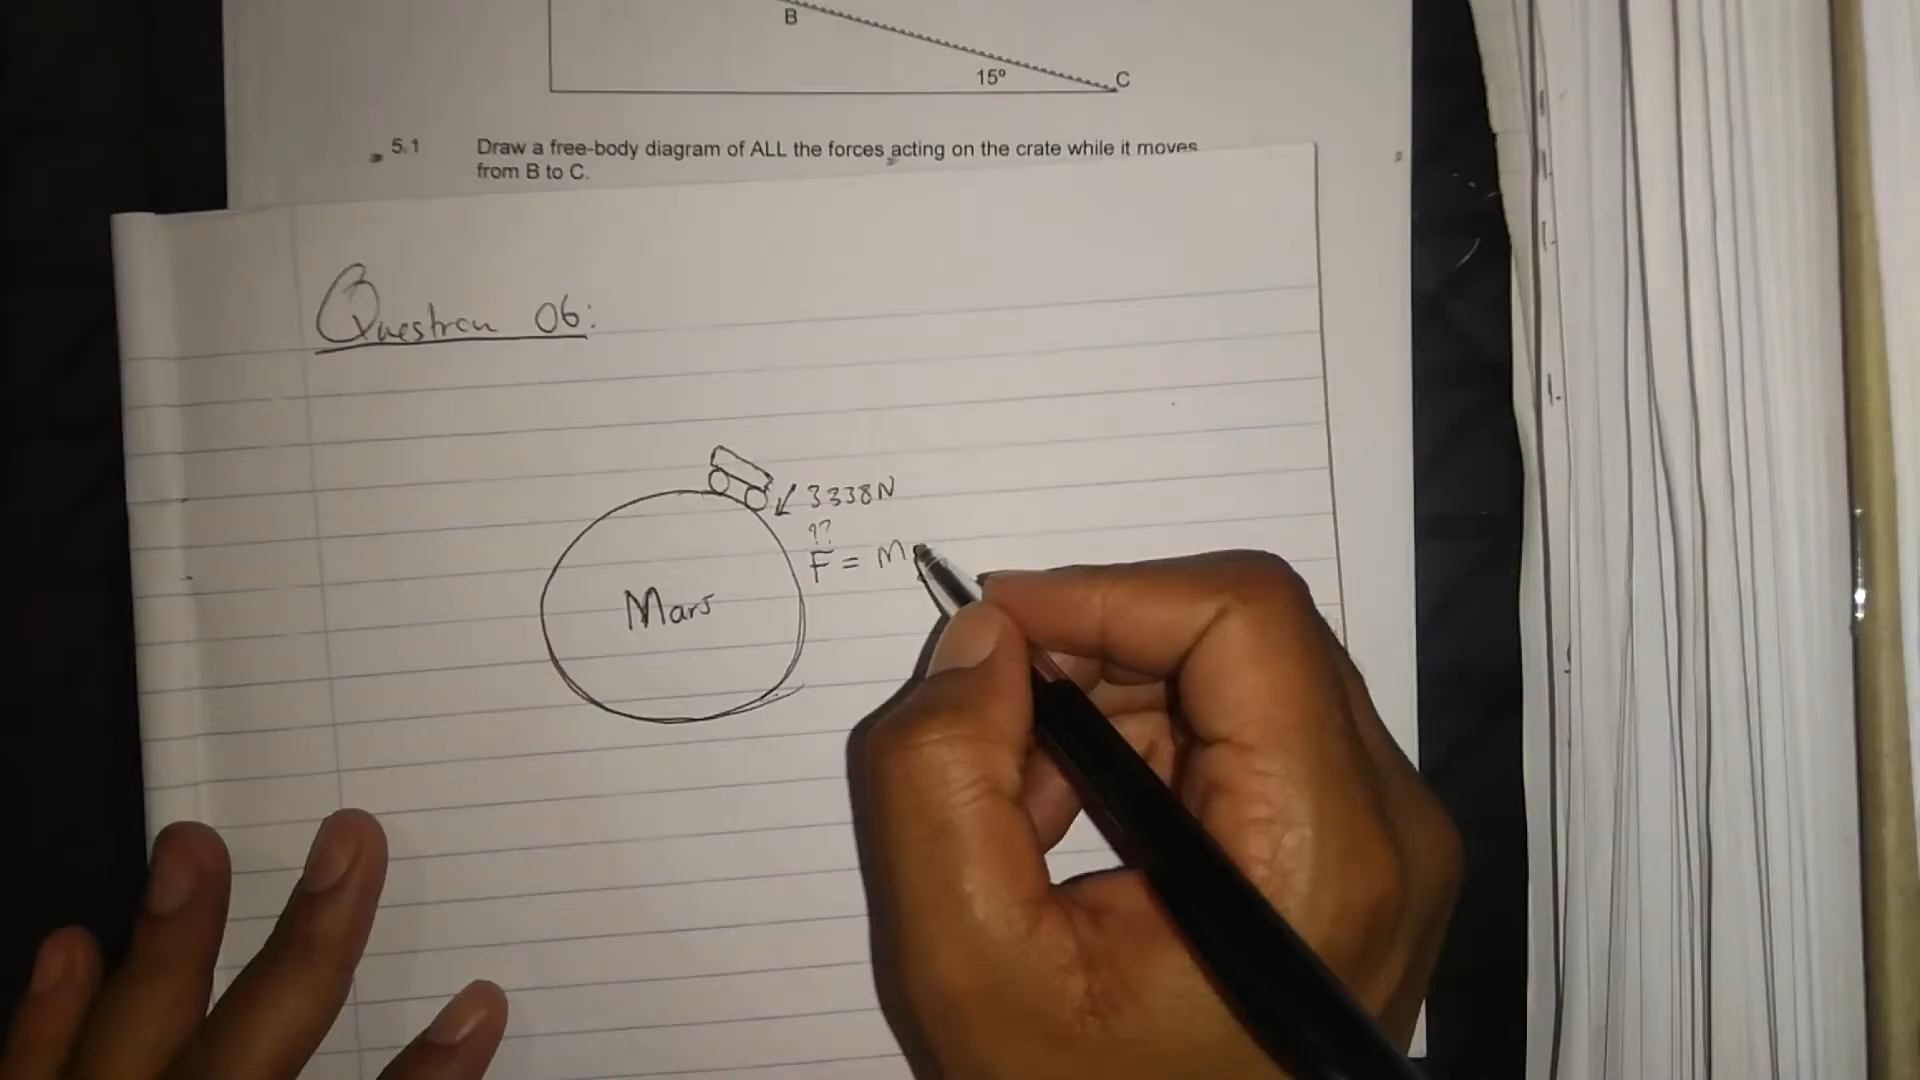 B
15º
C
5.1 Draw a free-body diagram of ALL the forces acting on the crate while it moves
from B to C.
Question 06:
3338N
??
F = m
Mars